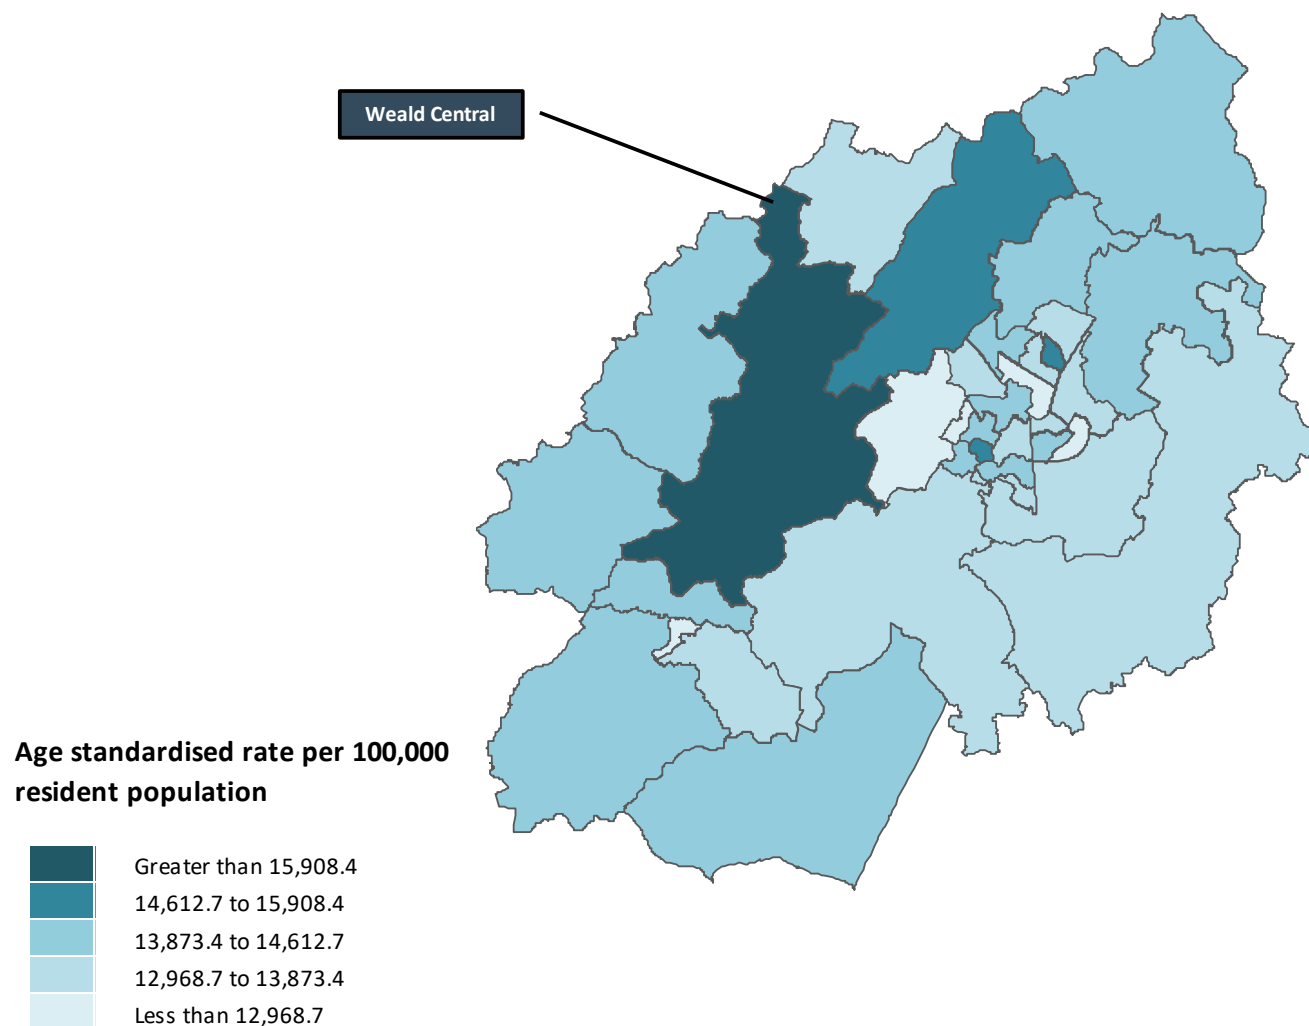 Weald Central
Age standardised rate per 100,000
resident population
Greater than 15,908.4
14,612.7 to 15,908.4
13,873.4 to 14,612.7
12,968.7 to 13,873.4
Less than 12,968.7